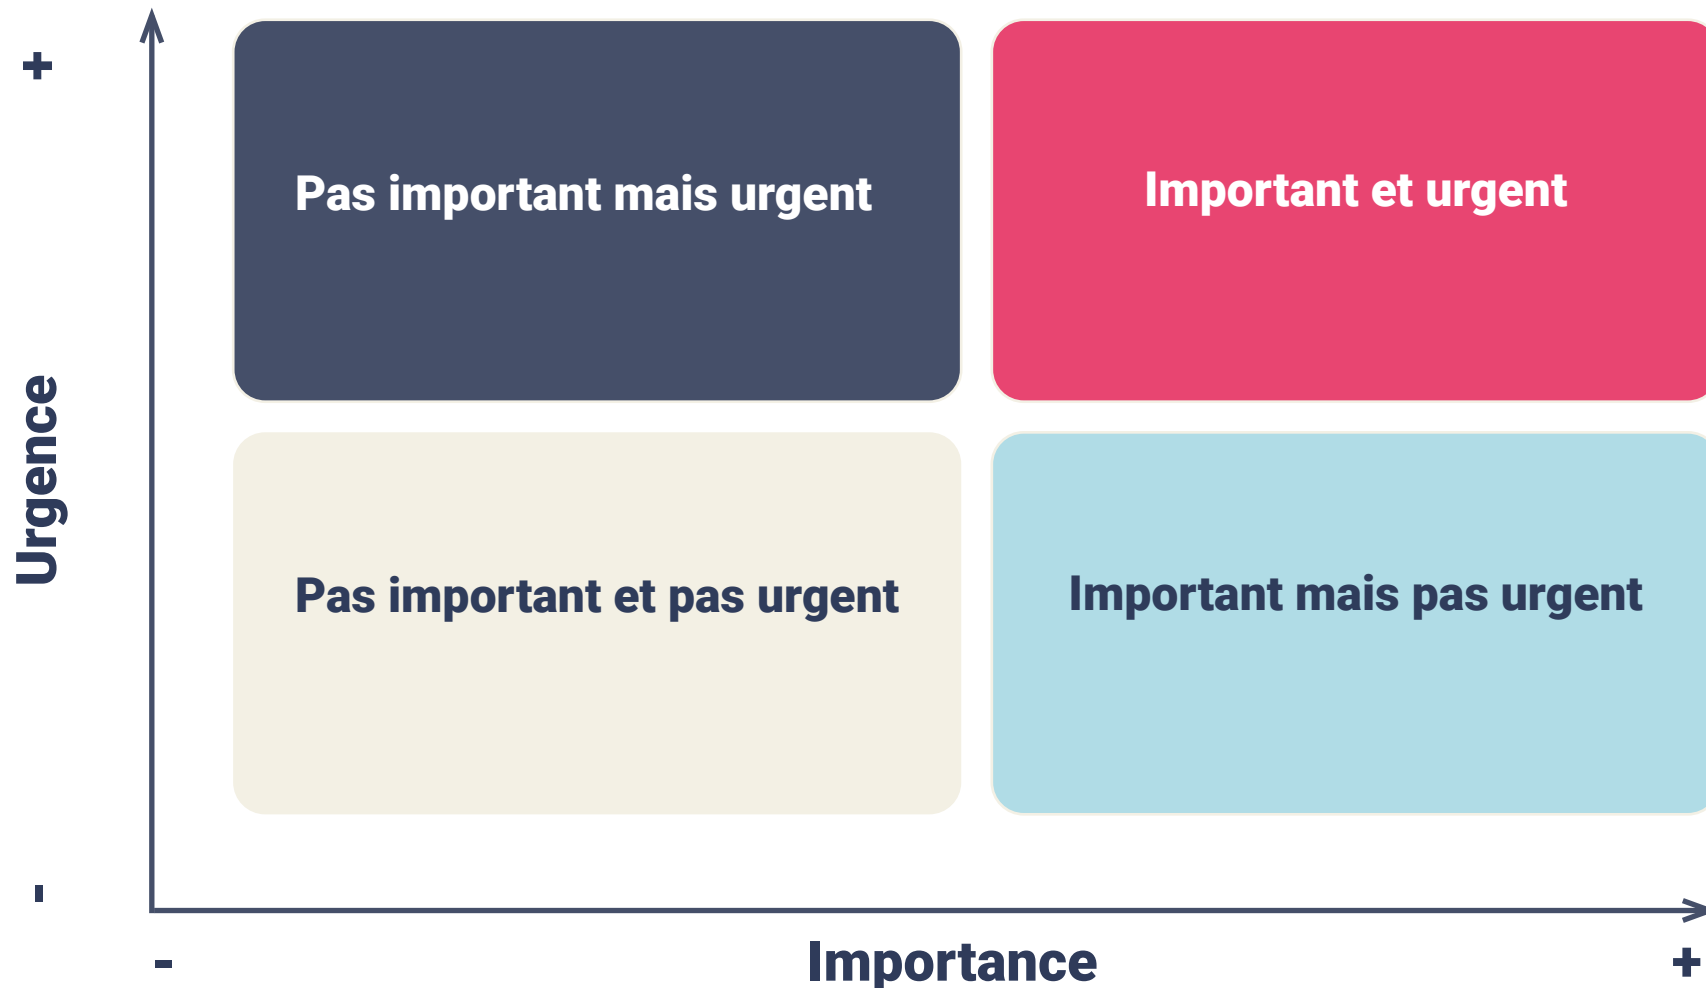 +
Pas important mais urgent
Important et urgent
Urgence
Pas important et pas urgent
Important mais pas urgent
-
-
Importance
+